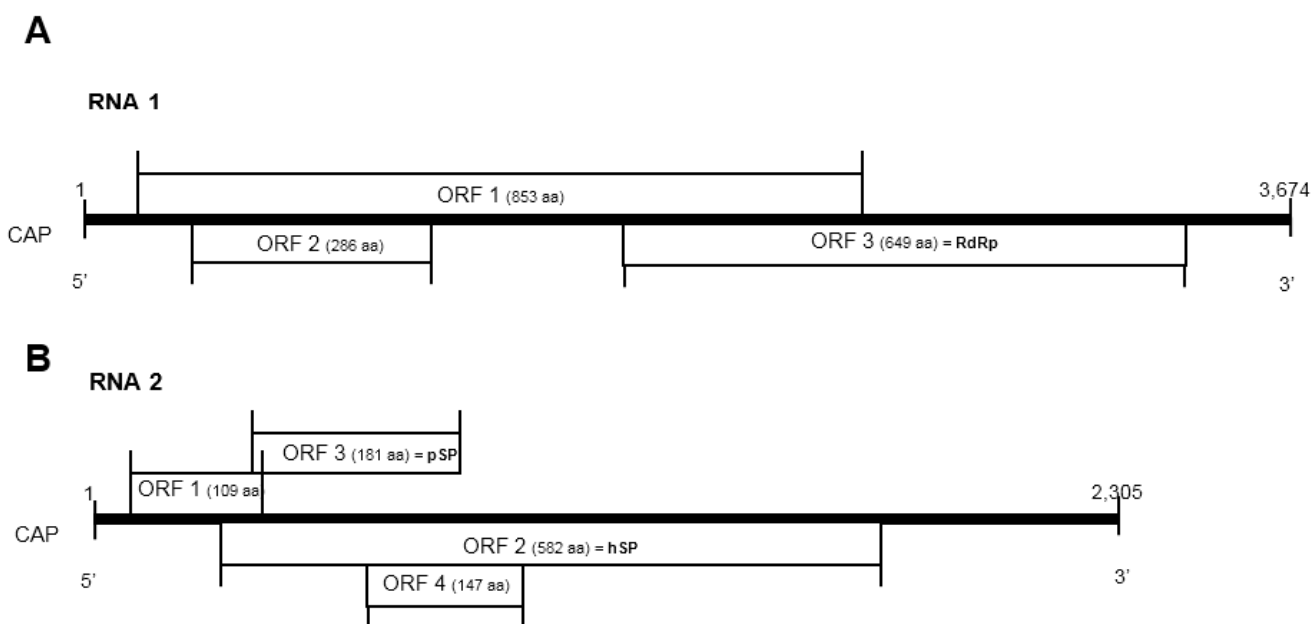 A
RNA 1
1
3,674
ORF 1 (853 aa)
CAP
ORF 2 (286 aa)
ORF 3 (649 aa) = RdRp
5'
3'
B
RNA 2
ORF 3 (181 aa) = pSP
ORF 1 (109 aa)
1
2,305
CAP
ORF 2 (582 aa) = hSP
5'
3'
ORF 4 (147 aa)